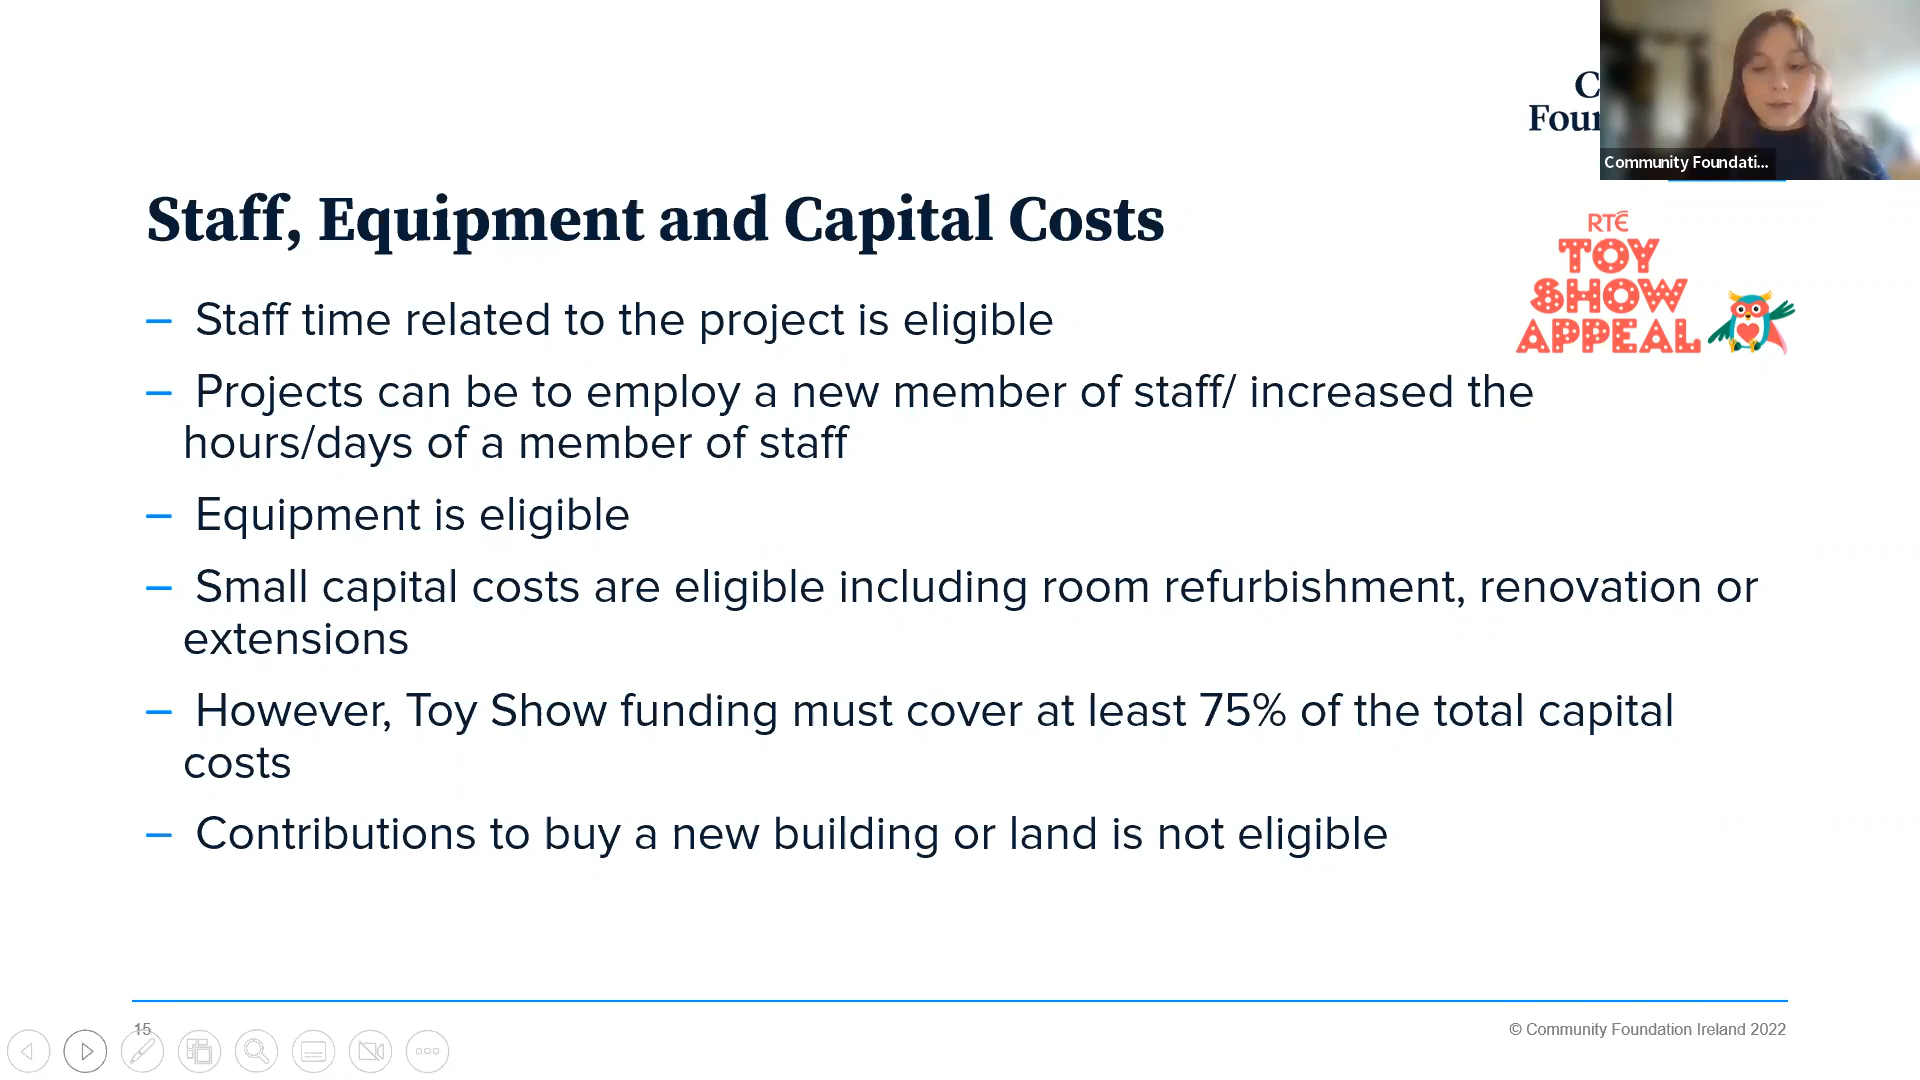 C
Four
Community Foundati...
Staff, Equipment and Capital Costs
RTÉ
TOY
SHOW
APPEAL
– Staff time related to the project is eligible
– Projects can be to employ a new member of staff/ increased the
hours/days of a member of staff
– Equipment is eligible
– Small capital costs are eligible including room refurbishment, renovation or
extensions
– However, Toy Show funding must cover at least 75% of the total capital
costs
– Contributions to buy a new building or land is not eligible
15
© Community Foundation Ireland 2022